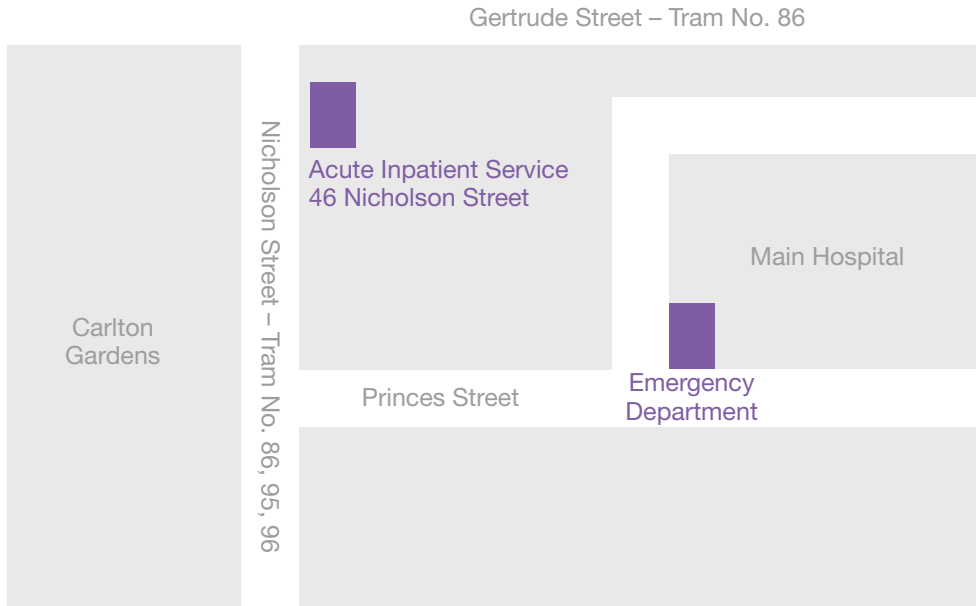 Gertrude Street – Tram No. 86
Acute Inpatient Service
46 Nicholson Street
Nicholson Street – Tram No. 86, 95, 96
Main Hospital
Carlton
Gardens
Princes Street
Emergency
Department